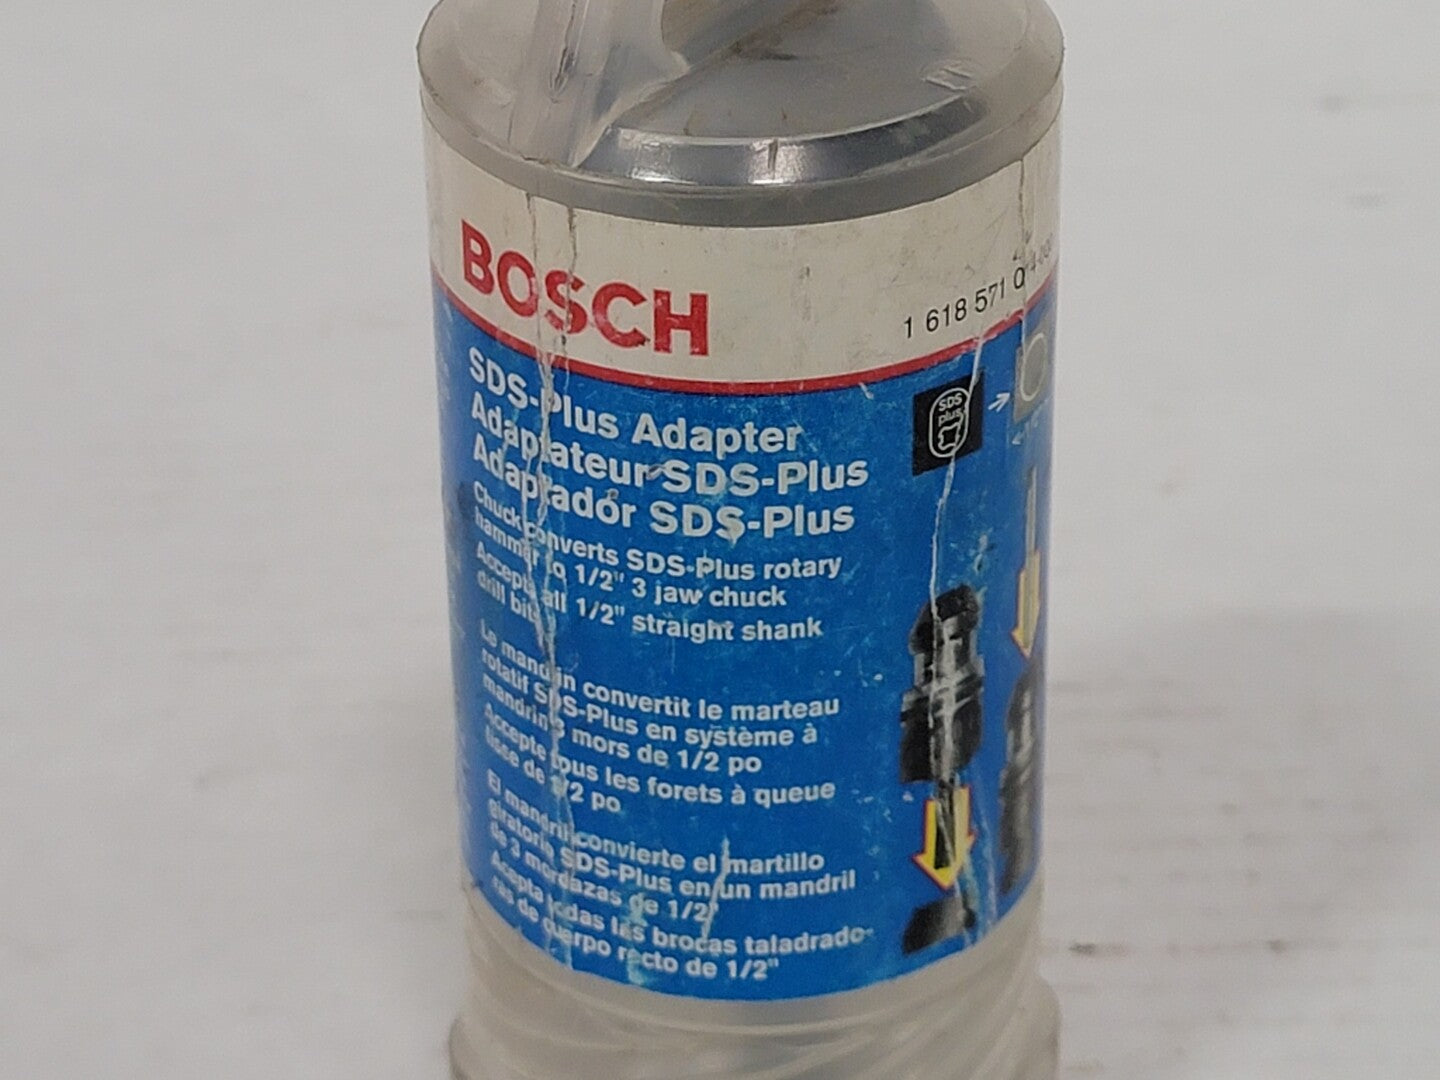 BOSCH
1 618 571 0
SDS-Plus Adapter
Adaptateur SDS-Plus
Adaptador SDS-Plus
SDS
plus
Chuck converts SDS-Plus rotary
hammer to 1/2" 3 jaw chuck
Accepts all 1/2" straight shank
drill bits
Le mandrin convertit le marteau
rotatif SDS-Plus en système à
mandrin 3 mors de 1/2 po
Accepte tous les forets à queue
lisse de 1/2 po
El mandril convierte el martillo
giratorio SDS-Plus en un mandril
de 3 mordazas de 1/2"
Acepta todas las brocas taladrado-
ras de cuerpo recto de 1/2"